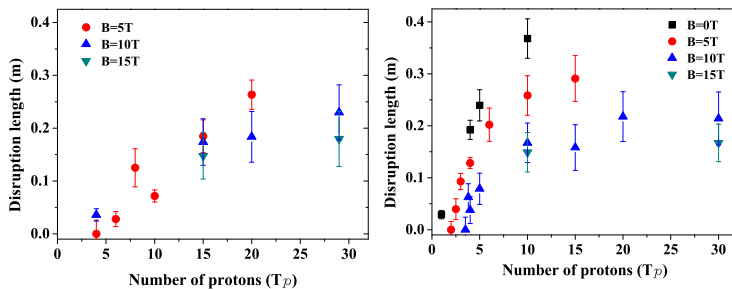 B=5T
B=10T
B=15T
Disruption length (m)
0.4
0.3
0.2
0.1
0.0
0 5 10 15 20 25 30
Number of protons (Tp)
B=0T
B=5T
B=10T
B=15T
Disruption length (m)
0.4
0.3
0.2
0.1
0.0
0 5 10 15 20 25 30
Number of protons (Tp)